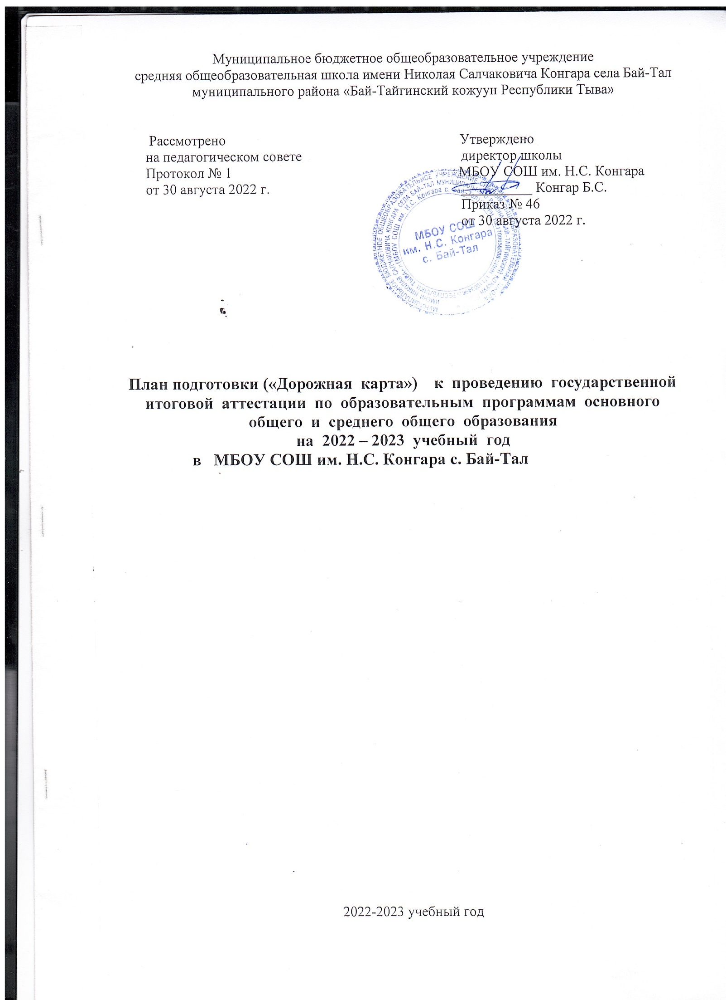 Муниципальное бюджетное общеобразовательное учреждение
средняя общеобразовательная школа имени Николая Салчаковича Конгара села Бай-Тал
муниципального района «Бай-Тайгинский кожуун Республики Тыва»
Рассмотрено
на педагогическом совете
Протокол № 1
от 30 августа 2022 г.
Утверждено
директор школы
МБОУ СОШ им. Н.С. Конгара
___________ Конгар Б.С.
Приказ № 46
от 30 августа 2022 г.
МБОУ СОШ
им. Н.С. Конгара
с. Бай-Тал
План подготовки («Дорожная карта») к проведению государственной
итоговой аттестации по образовательным программам основного
общего и среднего общего образования
на 2022 – 2023 учебный год
в МБОУ СОШ им. Н.С. Конгара с. Бай-Тал
2022-2023 учебный год